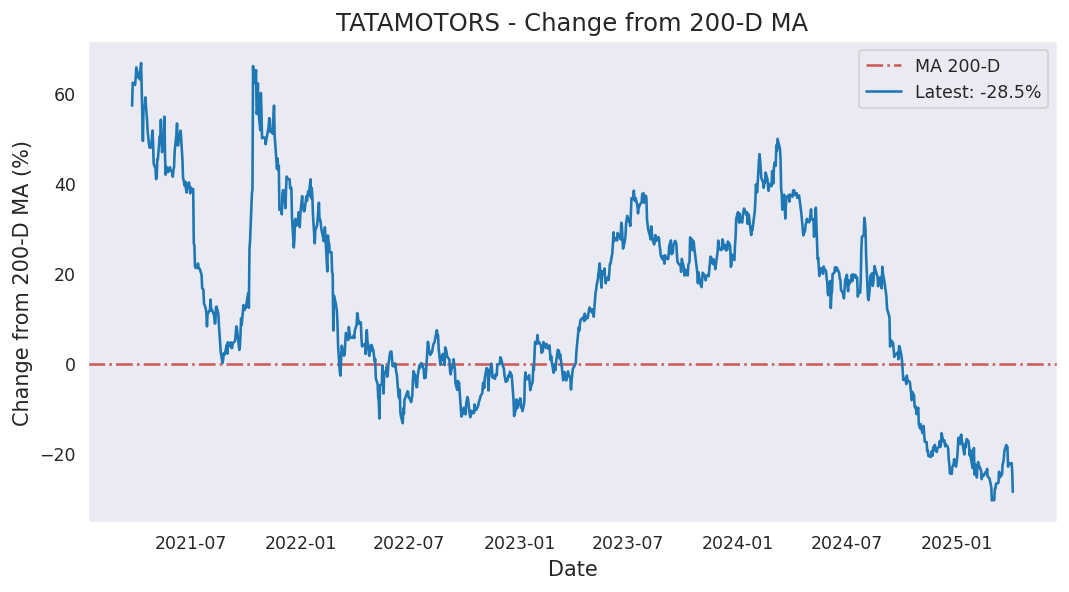 TATAMOTORS - Change from 200-D MA
MA 200-D
Latest: -28.5%
Change from 200-D MA (%)
60
40
20
0
−20
2021-07
2022-01
2022-07
2023-01
2023-07
2024-01
2024-07
2025-01
Date